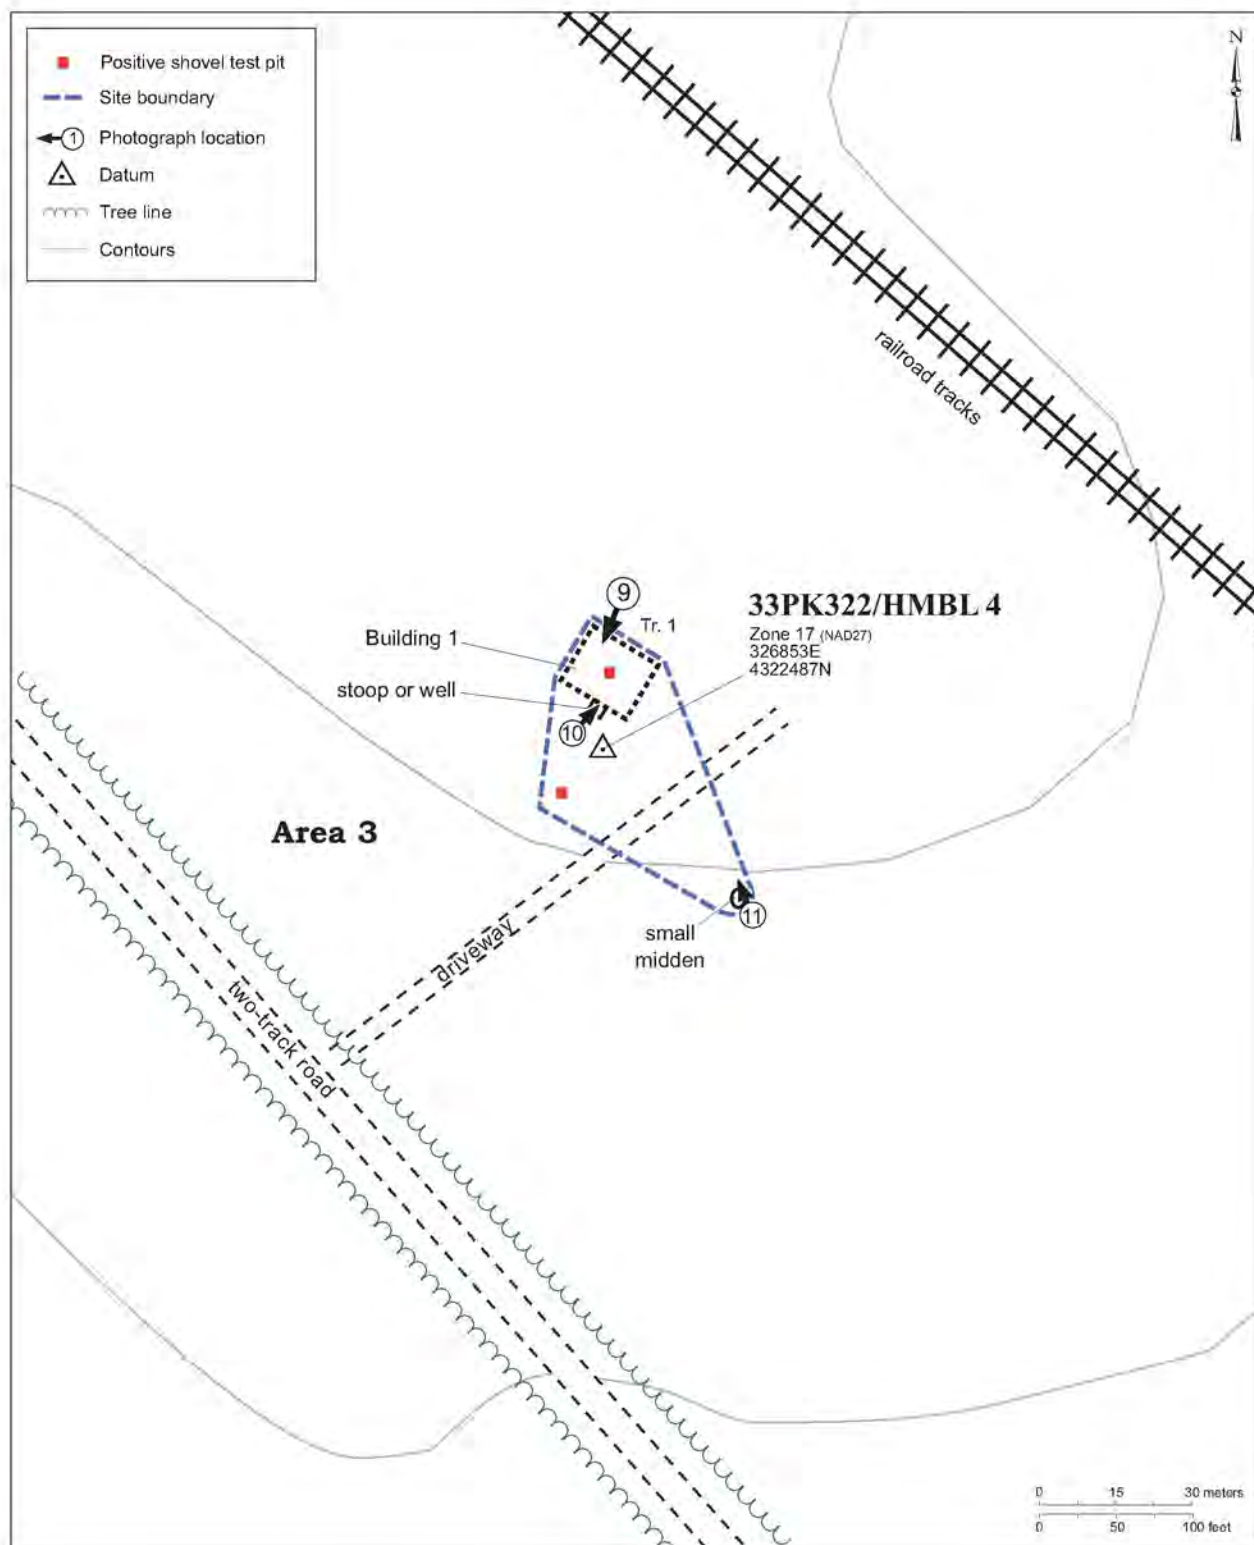 Positive shovel test pit
Site boundary
1 Photograph location
Datum
Tree line
Contours
N
railroad tracks
9
33PK322/HMBL 4
Tr. 1
Zone 17 (NAD27)
Building 1
326853E
4322487N
stoop or well
10
Area 3
11
small
midden
driveway
two-track road
0 15 30 meters
0 50 100 feet